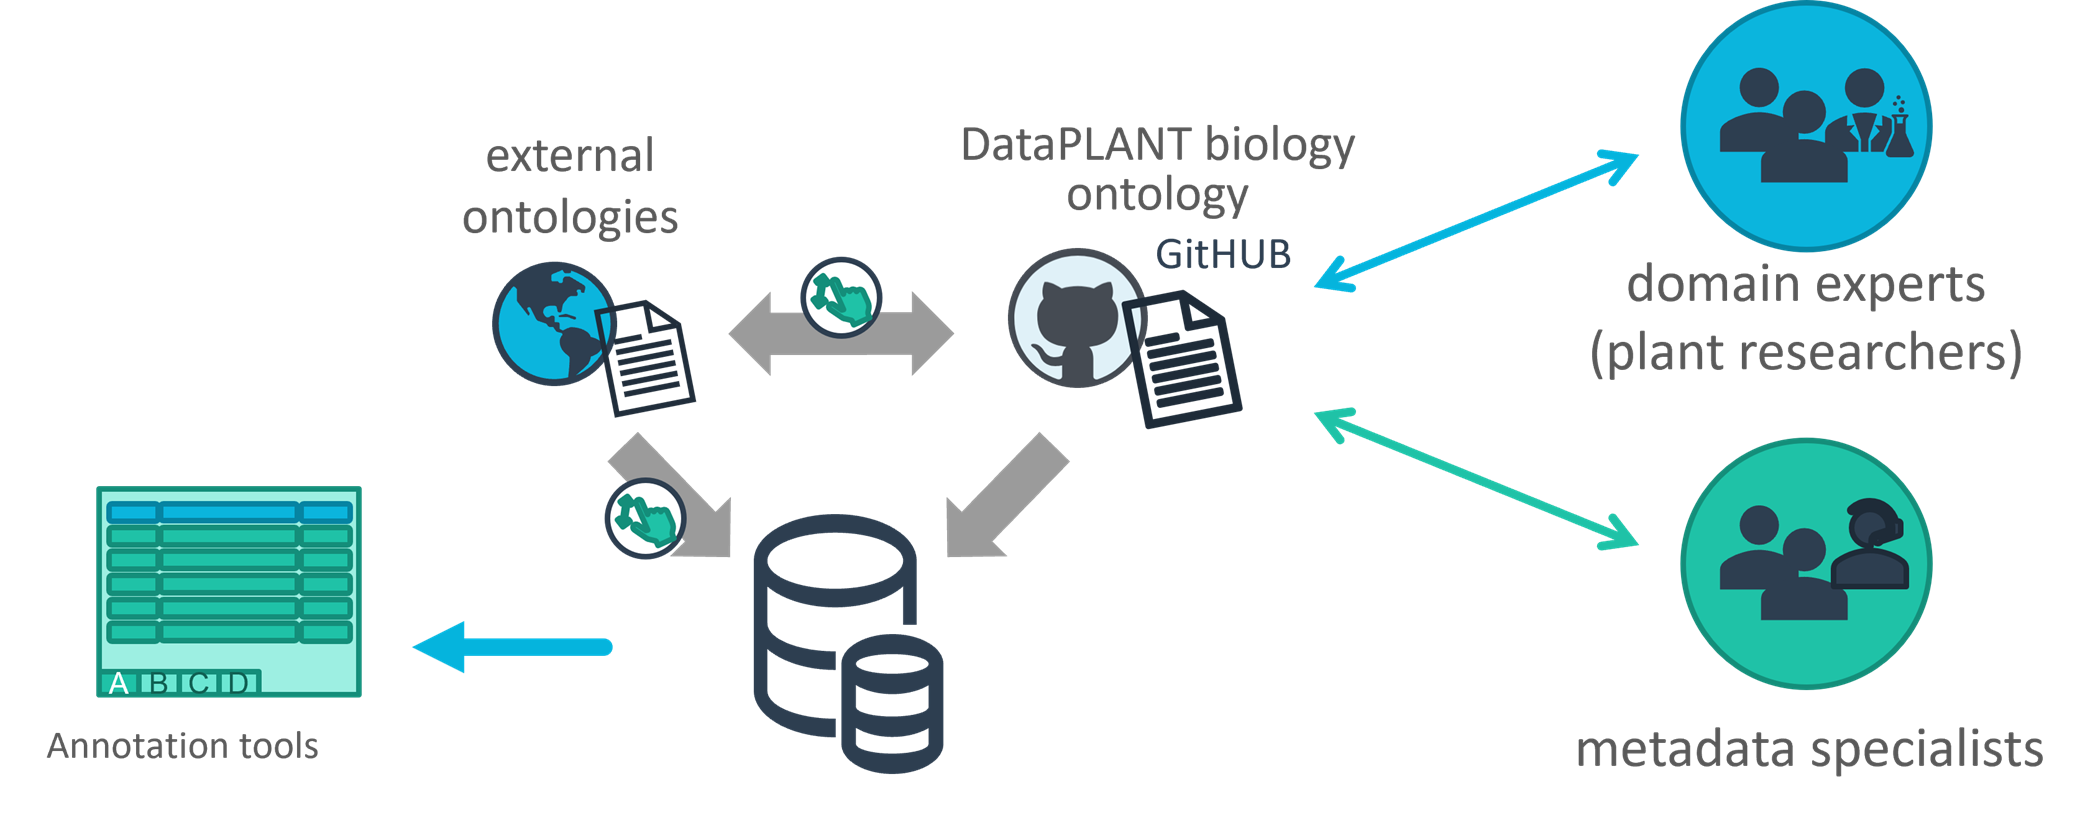 external
ontologies
DataPLANT biology
ontology
GitHUB
domain experts
(plant researchers)
A B C D
Annotation tools
metadata specialists